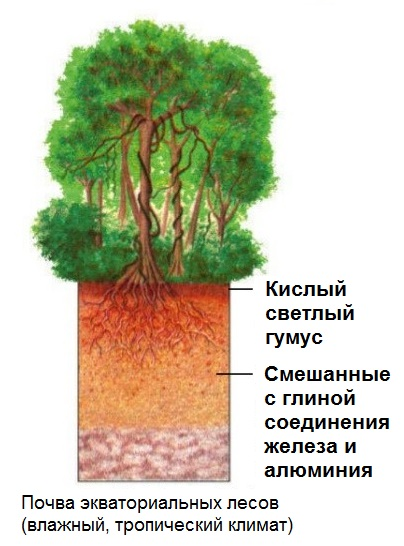 Кислый
светлый
гумус
Смешанные
с глиной
соединения
железа и
алюминия
Почва экваториальных лесов
(влажный, тропический климат)